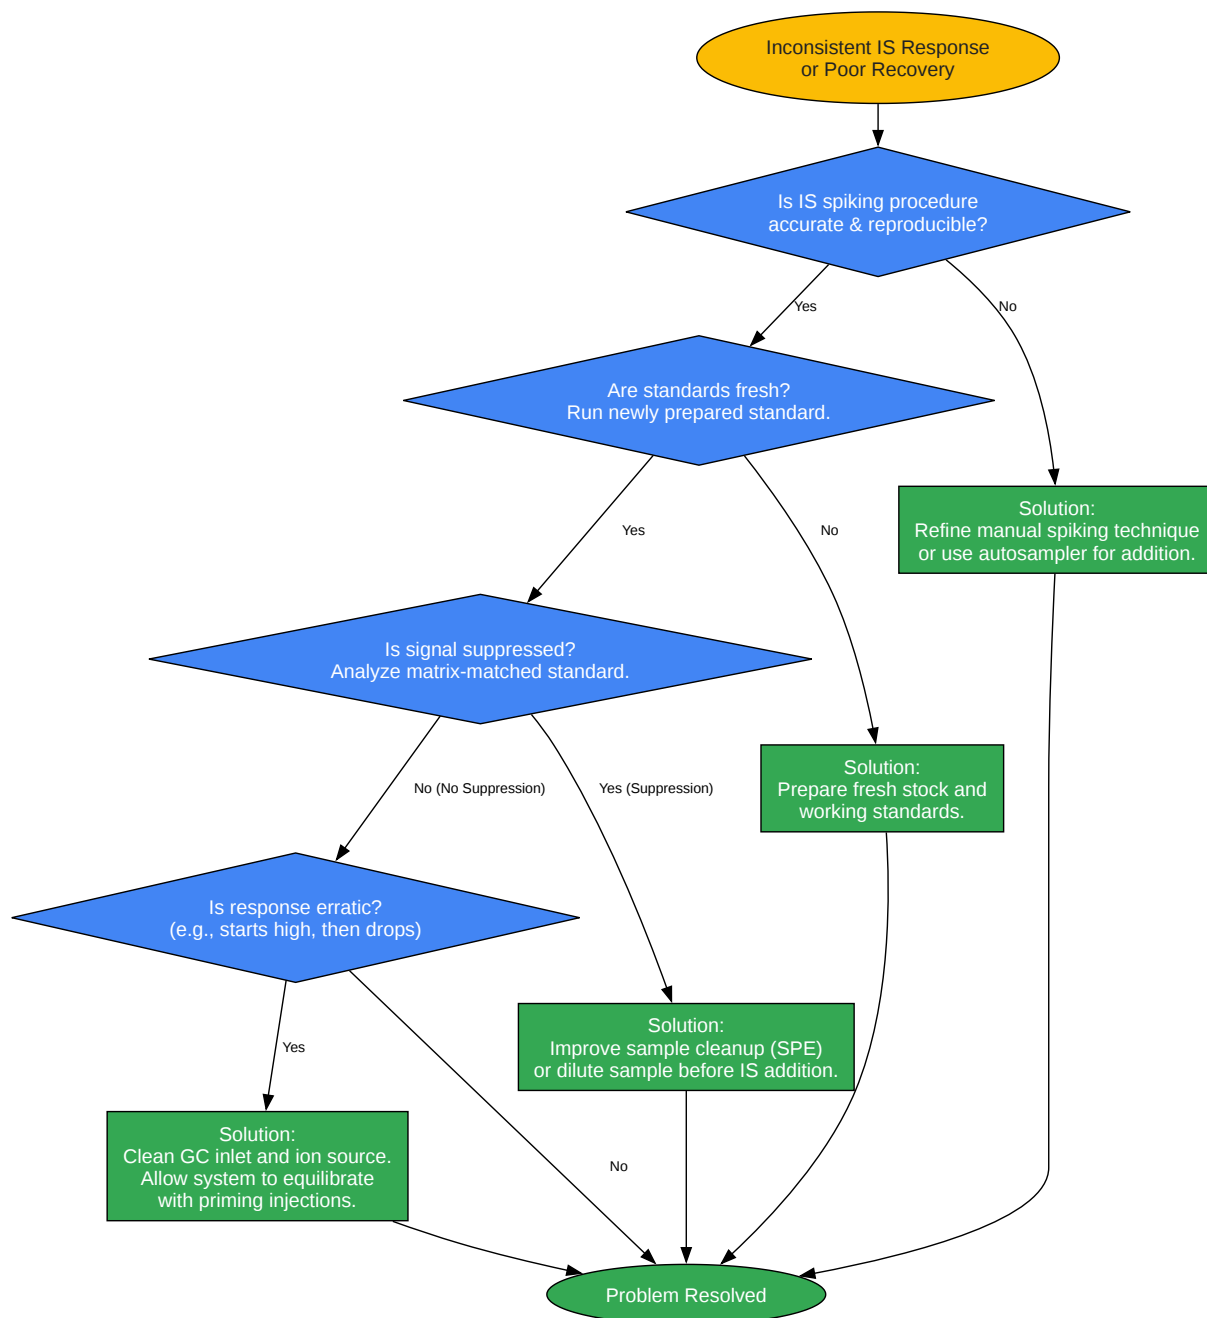 Inconsistent IS Response
or Poor Recovery
Is IS spiking procedure
accurate & reproducible?
Yes
No
Are standards fresh?
Run newly prepared standard.
Solution:
Refine manual spiking technique
or use autosampler for addition.
Yes
No
Is signal suppressed?
Analyze matrix-matched standard.
Solution:
Prepare fresh stock and
working standards.
No (No Suppression)
Yes (Suppression)
Is response erratic?
(e.g., starts high, then drops)
Solution:
Improve sample cleanup (SPE)
or dilute sample before IS addition.
Yes
Solution:
Clean GC inlet and ion source.
Allow system to equilibrate
with priming injections.
No
Problem Resolved